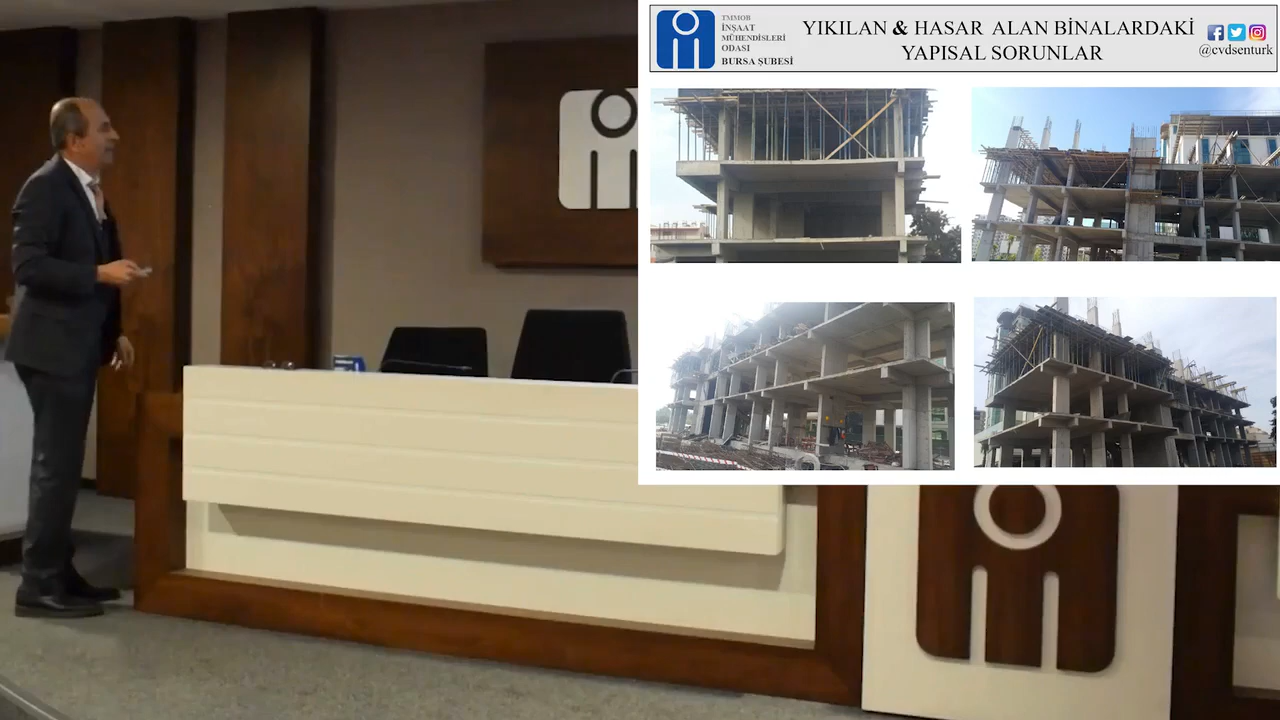 TMMOB
İNŞAAT
MÜHENDİSLERİ
ODASI
BURSA ŞUBESİ
YIKILAN & HASAR ALAN BİNALARDAKİ
YAPISAL SORUNLAR
@cvdsenturk